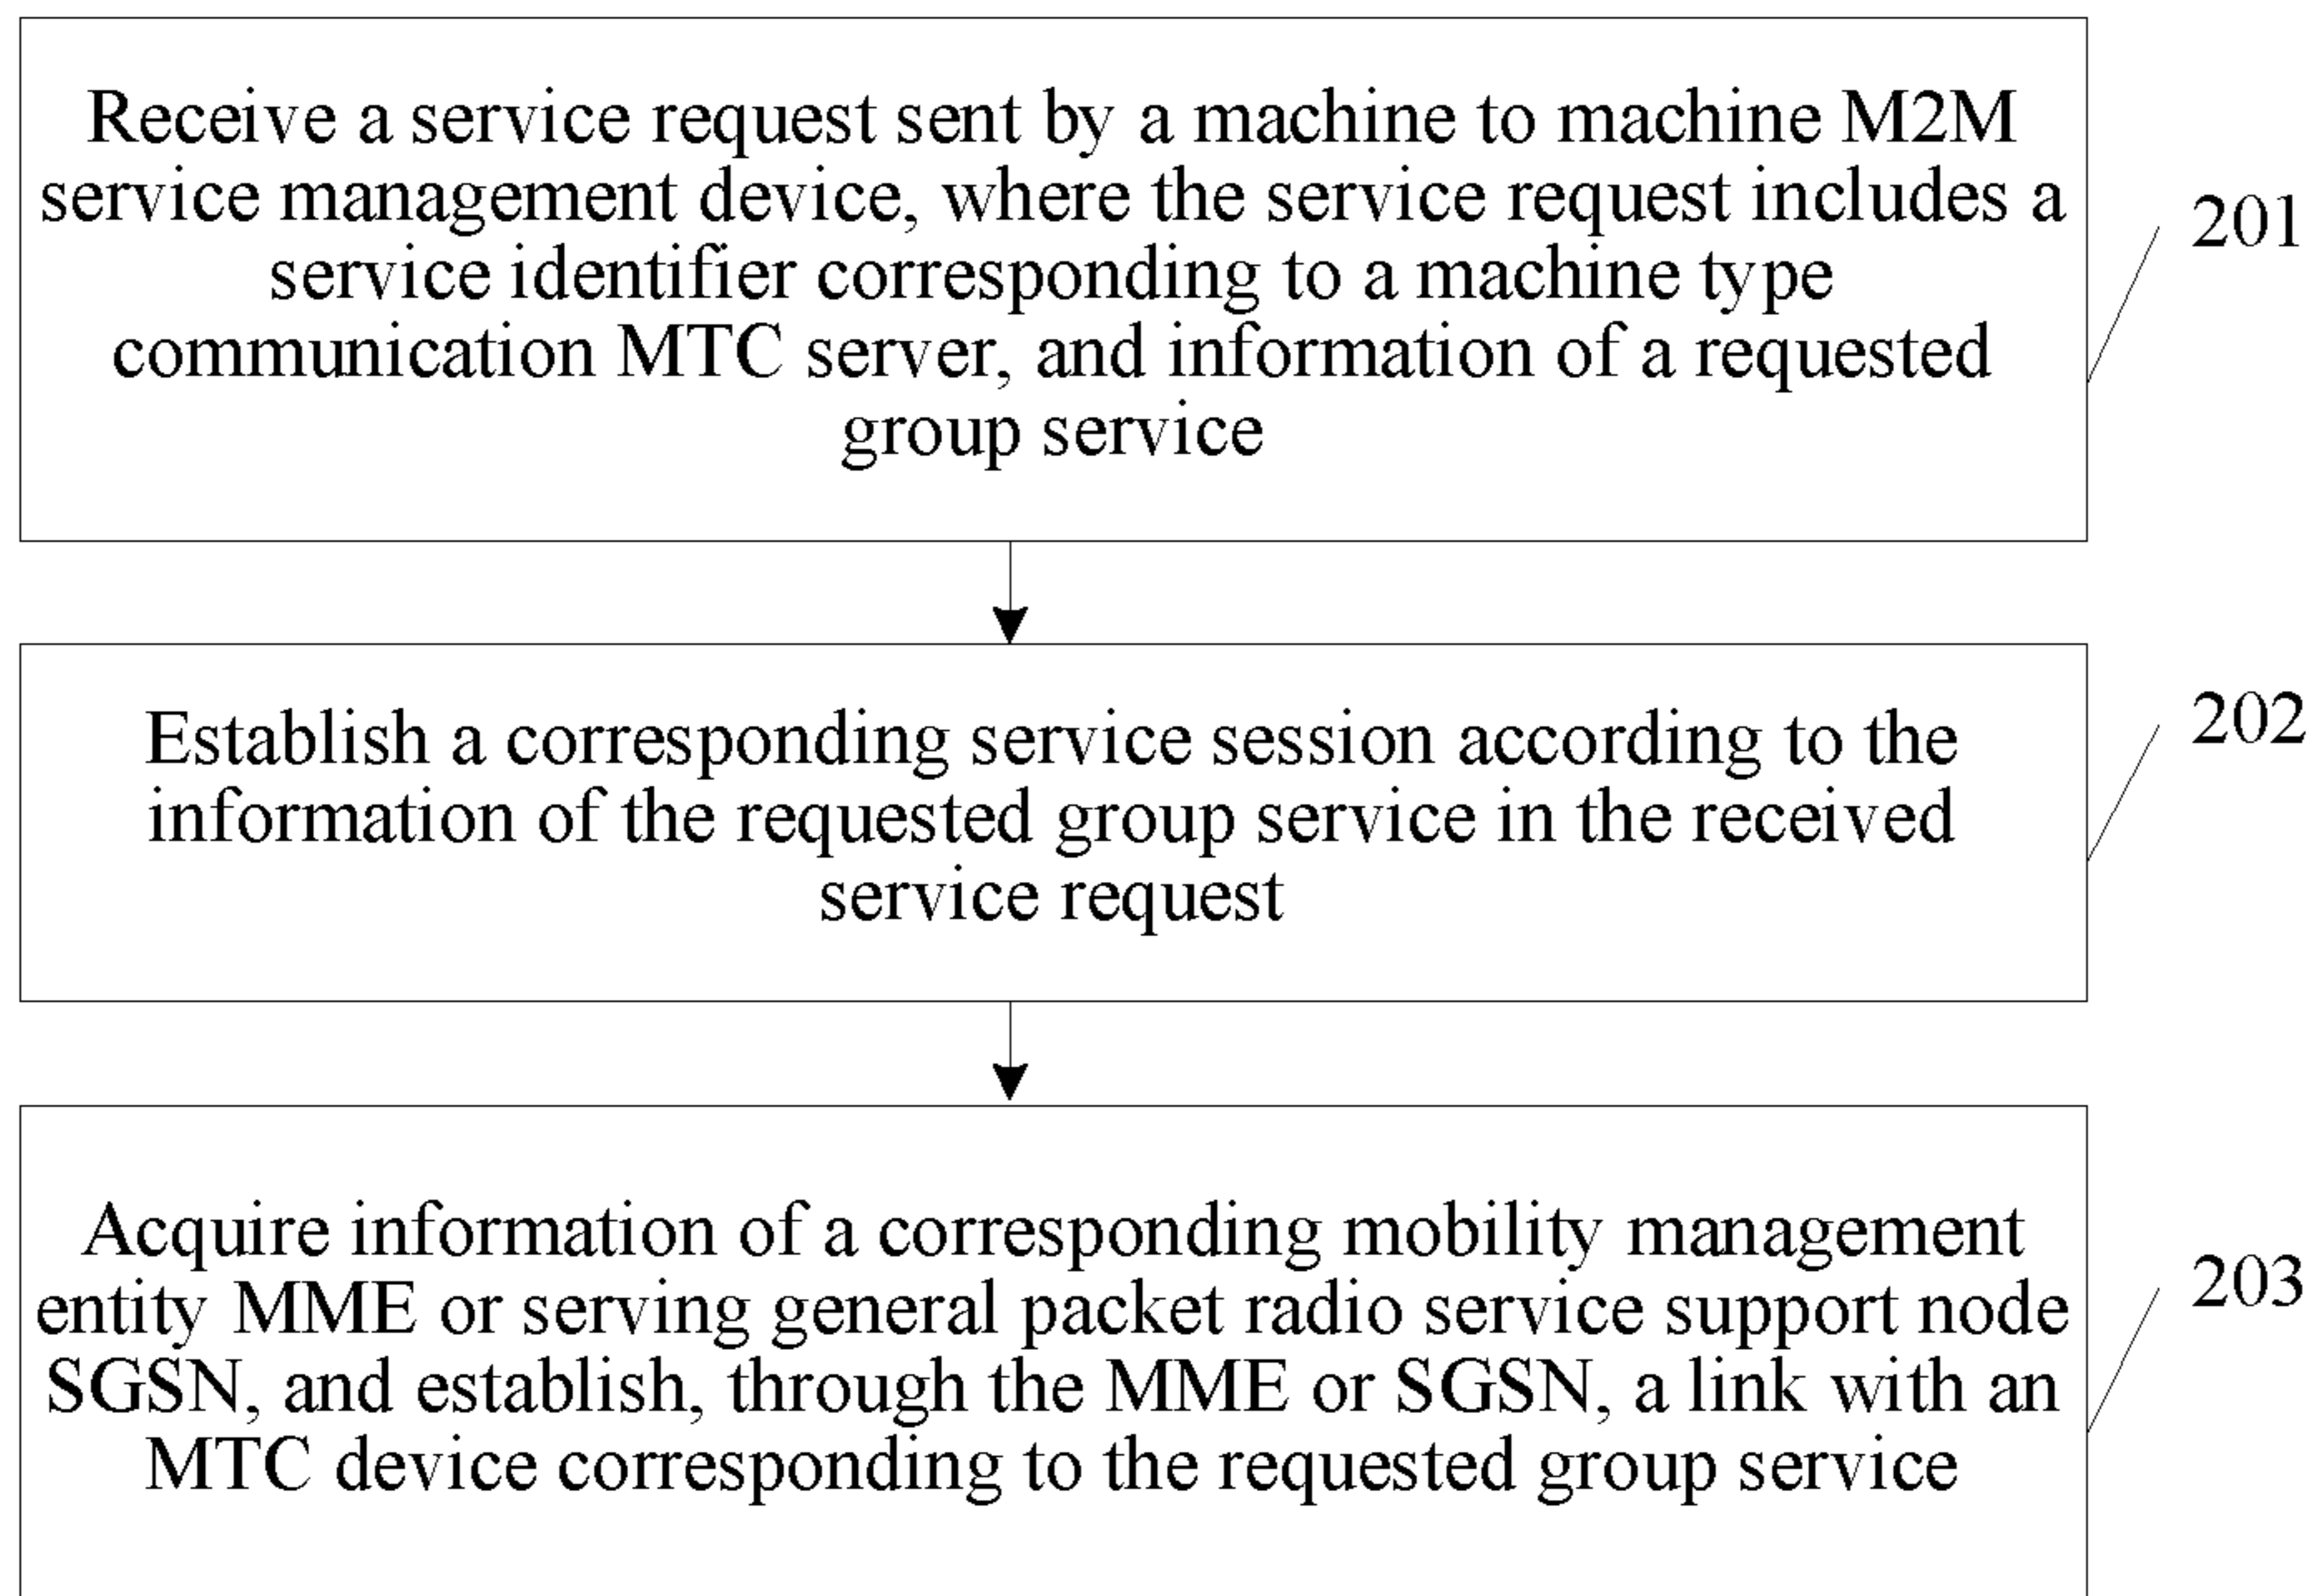 Receive a service request sent by a machine to machine M2M
service management device, where the service request includes a
service identifier corresponding to a machine type
communication MTC server, and information of a requested
group service
201
Establish a corresponding service session according to the
information of the requested group service in the received
service request
202
Acquire information of a corresponding mobility management
entity MME or serving general packet radio service support node
SGSN, and establish, through the MME or SGSN, a link with an
MTC device corresponding to the requested group service
203